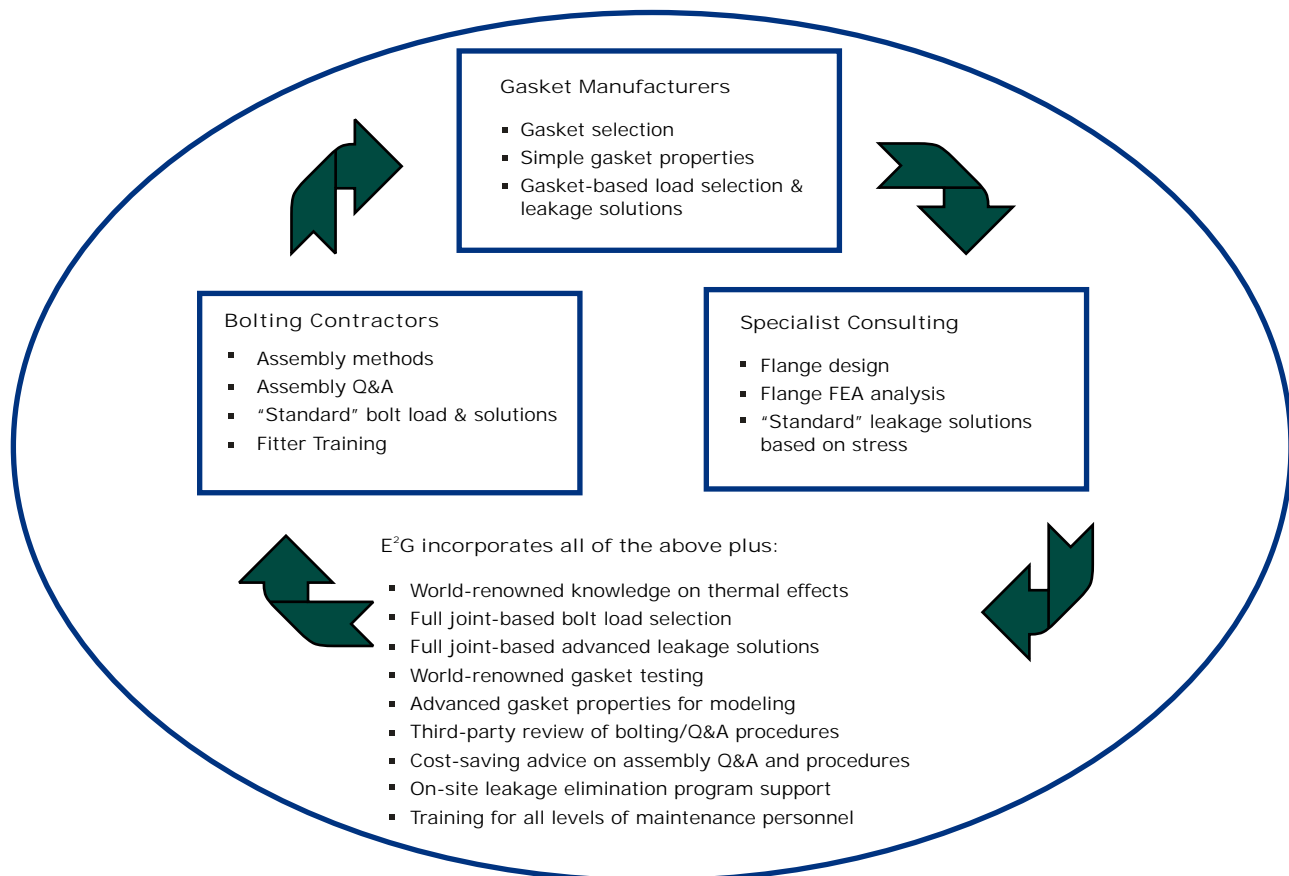 Gasket Manufacturers
▪ Gasket selection
▪ Simple gasket properties
▪ Gasket-based load selection &
leakage solutions
Bolting Contractors
▪ Assembly methods
▪ Assembly Q&A
▪ “Standard” bolt load & solutions
▪ Fitter Training
Specialist Consulting
▪ Flange design
▪ Flange FEA analysis
▪ “Standard” leakage solutions
based on stress
E²G incorporates all of the above plus:
▪ World-renowned knowledge on thermal effects
▪ Full joint-based bolt load selection
▪ Full joint-based advanced leakage solutions
▪ World-renowned gasket testing
▪ Advanced gasket properties for modeling
▪ Third-party review of bolting/Q&A procedures
▪ Cost-saving advice on assembly Q&A and procedures
▪ On-site leakage elimination program support
▪ Training for all levels of maintenance personnel